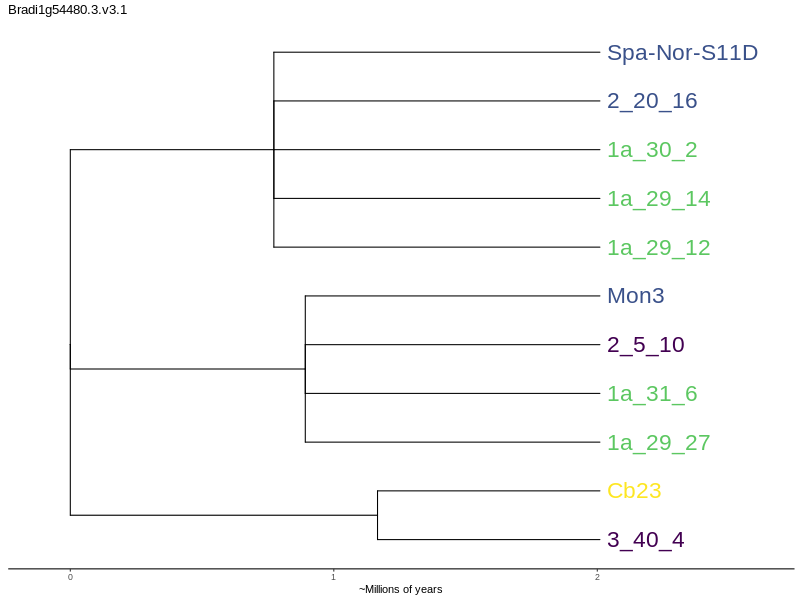 Bradi1g54480.3.v3.1
Spa-Nor-S11D
2_20_16
1a_30_2
1a_29_14
1a_29_12
Mon3
2_5_10
1a_31_6
1a_29_27
Cb23
3_40_4
0 1 2
~Millions of years